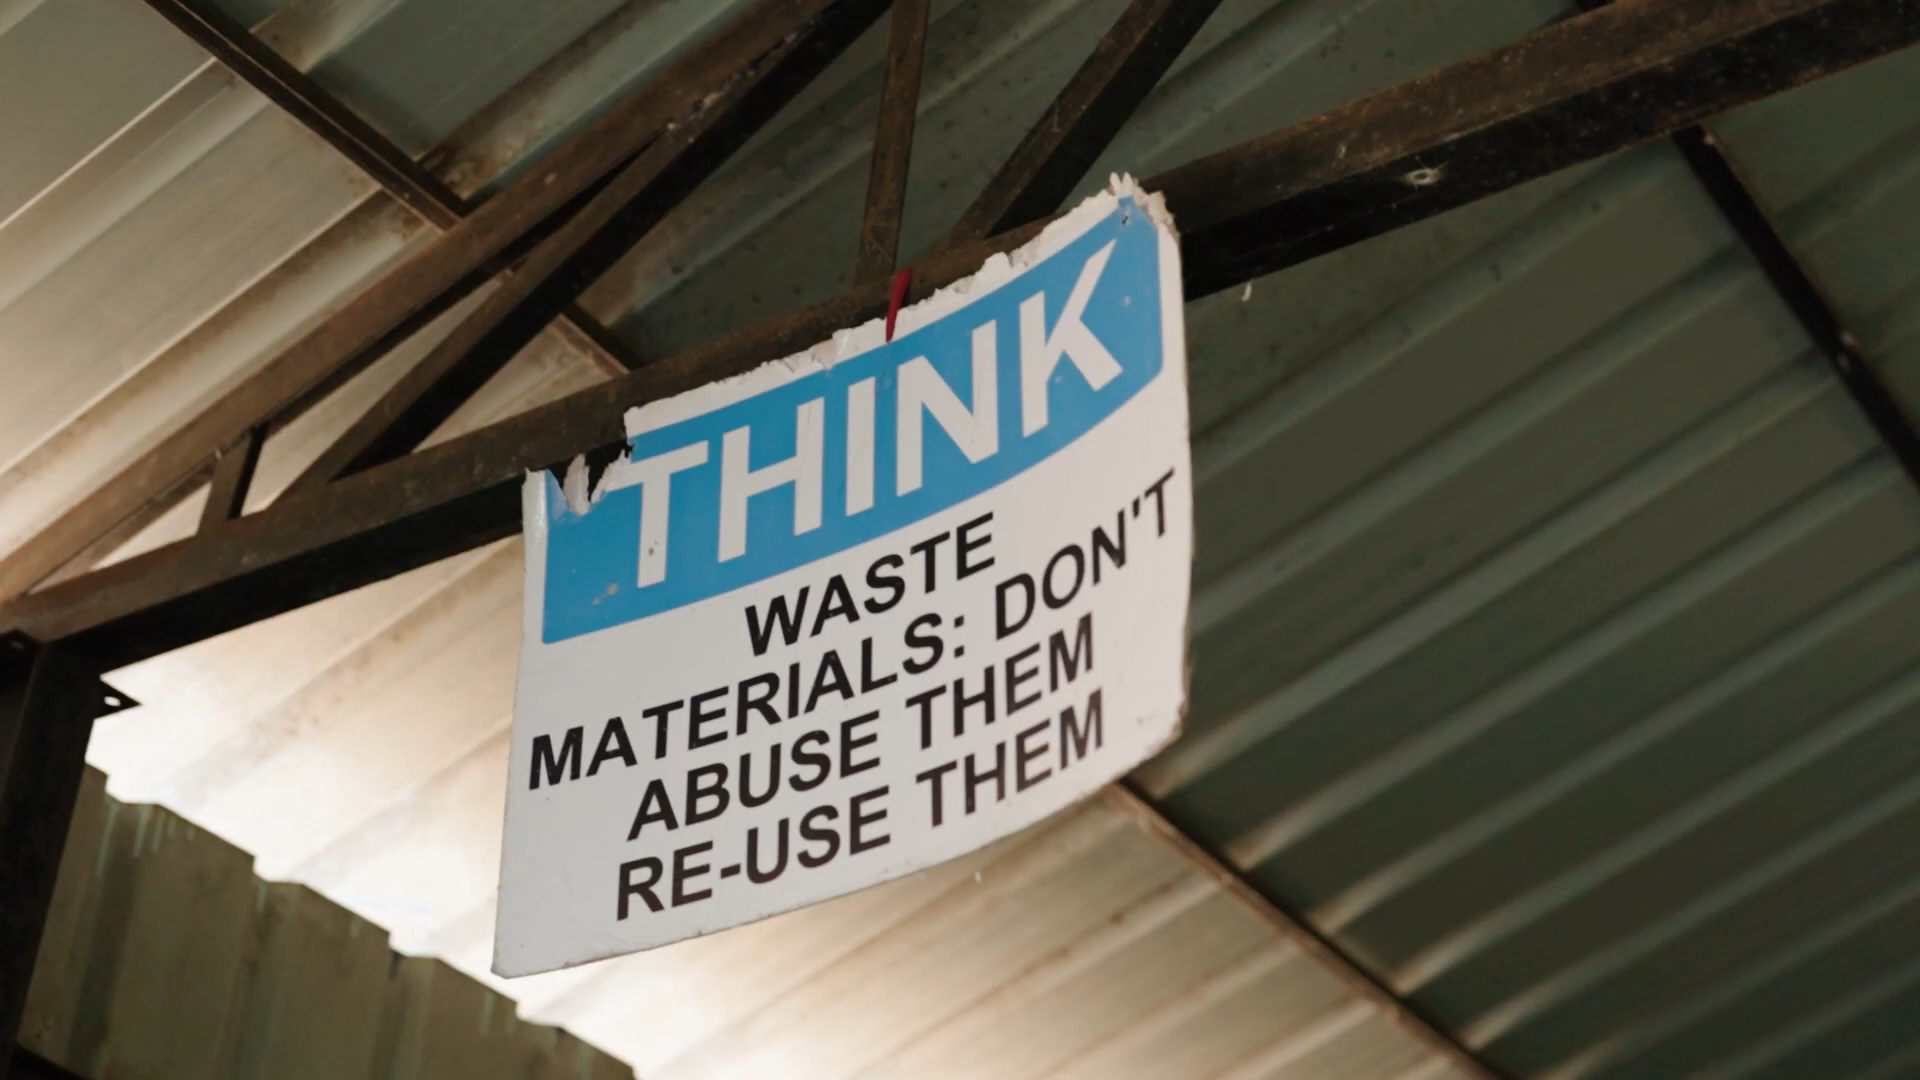 THINK
WASTE
MATERIALS: DON'T
ABUSE THEM
RE-USE THEM